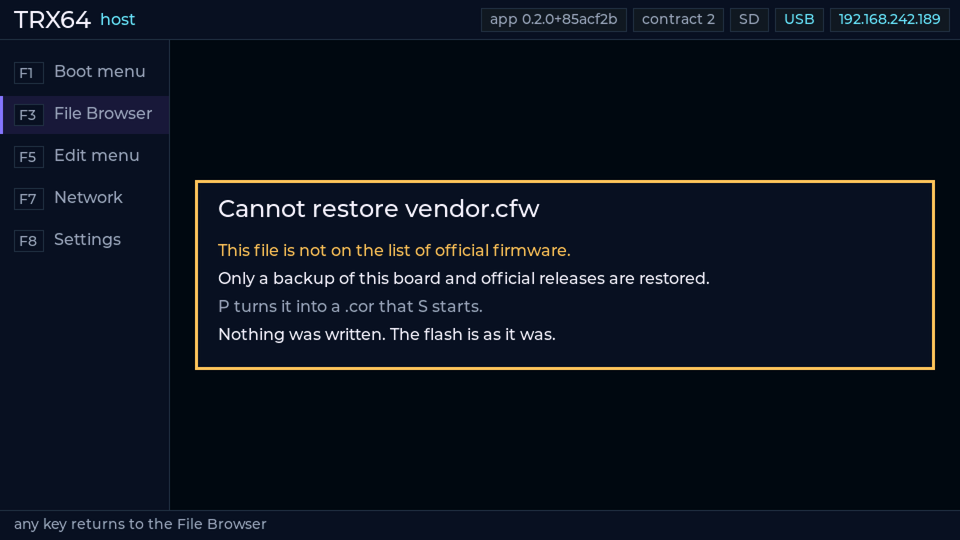 TRX64 host
app 0.2.0+85acf2b
contract 2
SD
USB
192.168.242.189
F1 Boot menu
F3 File Browser
F5 Edit menu
F7 Network
F8 Settings
Cannot restore vendor.cfw
This file is not on the list of official firmware.
Only a backup of this board and official releases are restored.
P turns it into a .cor that S starts.
Nothing was written. The flash is as it was.
any key returns to the File Browser